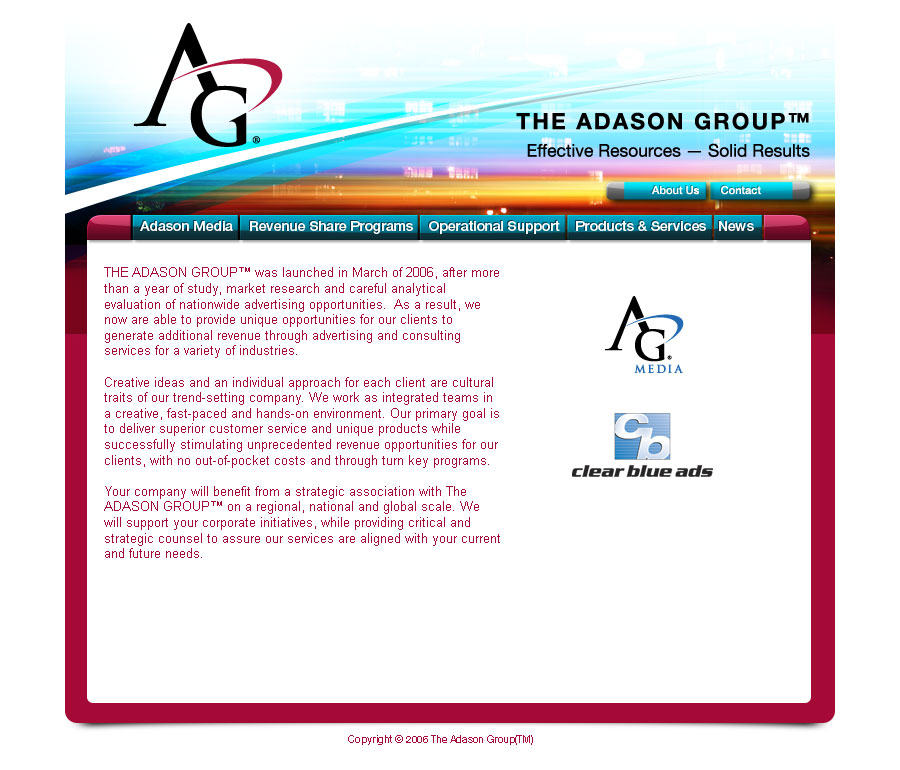 AG®
THE ADASON GROUP™
Effective Resources — Solid Results
About Us Contact
Adason Media Revenue Share Programs Operational Support Products & Services News
THE ADASON GROUP™ was launched in March of 2006, after more
than a year of study, market research and careful analytical
evaluation of nationwide advertising opportunities.  As a result, we
now are able to provide unique opportunities for our clients to
generate additional revenue through advertising and consulting
services for a variety of industries.
Creative ideas and an individual approach for each client are cultural
traits of our trend-setting company. We work as integrated teams in
a creative, fast-paced and hands-on environment. Our primary goal is
to deliver superior customer service and unique products while
successfully stimulating unprecedented revenue opportunities for our
clients, with no out-of-pocket costs and through turn key programs.
Your company will benefit from a strategic association with The
ADASON GROUP™ on a regional, national and global scale. We
will support your corporate initiatives, while providing critical and
strategic counsel to assure our services are aligned with your current
and future needs.
AG®
MEDIA
cb
clear blue ads
Copyright © 2006 The Adason Group(TM)